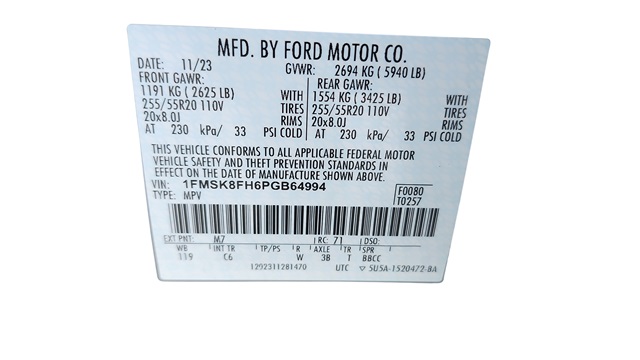 MFD. BY FORD MOTOR CO.
DATE: 11/23 GVWR: 2694 KG ( 5940 LB)
FRONT GAWR: REAR GAWR:
1191 KG ( 2625 LB) WITH 1554 KG ( 3425 LB) WITH
255/55R20 110V TIRES 255/55R20 110V TIRES
20x8.0J RIMS 20x8.0J RIMS
AT 230 kPa/ 33 PSI COLD AT 230 kPa/ 33 PSI COLD
THIS VEHICLE CONFORMS TO ALL APPLICABLE FEDERAL MOTOR
VEHICLE SAFETY AND THEFT PREVENTION STANDARDS IN
EFFECT ON THE DATE OF MANUFACTURE SHOWN ABOVE.
VIN: 1FMSK8FH6PGB64994 F0080
TYPE: MPV T0257
EXT PNT: M7 RC: 71 DSO:
WB INT TR TP/PS R AXLE TR SPR
119 C6 W 3B T BBCC
1292311281470 UTC ▽ 5U5A-1520472-BA